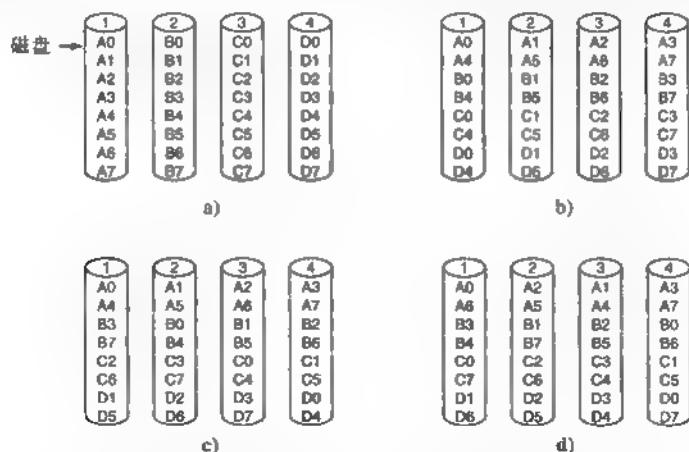 1 2 3 4
磁盘 A0 B0 C0 D0
A1 B1 C1 D1
A2 B2 C2 D2
A3 B3 C3 D3
A4 B4 C4 D4
A5 B5 C5 D5
A6 B6 C6 D6
A7 B7 C7 D7
a)
1 2 3 4
A0 A1 A2 A3
A4 A5 A6 A7
B0 B1 B2 B3
B4 B5 B6 B7
C0 C1 C2 C3
C4 C5 C6 C7
D0 D1 D2 D3
D4 D5 D6 D7
b)
1 2 3 4
A0 A1 A2 A3
A4 A5 A6 A7
B3 B0 B1 B2
B7 B4 B5 B6
C2 C3 C0 C1
C6 C7 C4 C5
D1 D2 D3 D0
D5 D6 D7 D4
c)
1 2 3 4
A0 A2 A1 A3
A6 A5 A4 A7
B3 B1 B2 B0
B4 B7 B5 B6
C0 C2 C3 C1
C7 C6 C4 C5
D1 D2 D3 D0
D6 D5 D4 D7
d)